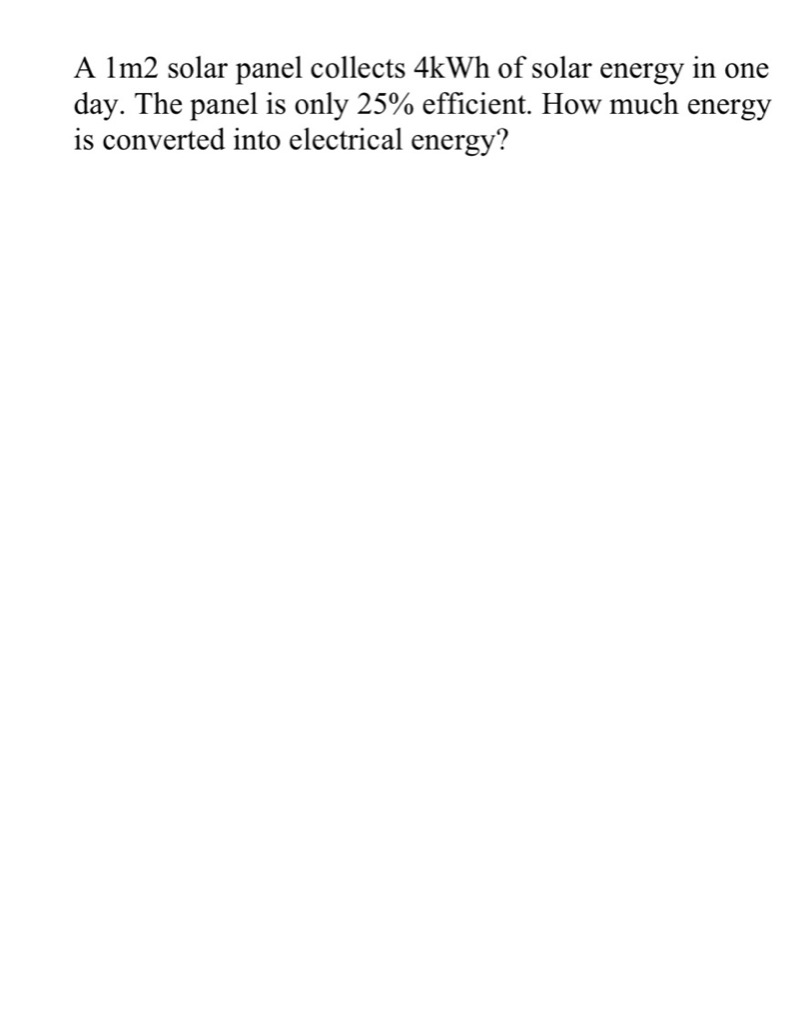 A 1m2 solar panel collects 4kWh of solar energy in one
day. The panel is only 25% efficient. How much energy
is converted into electrical energy?